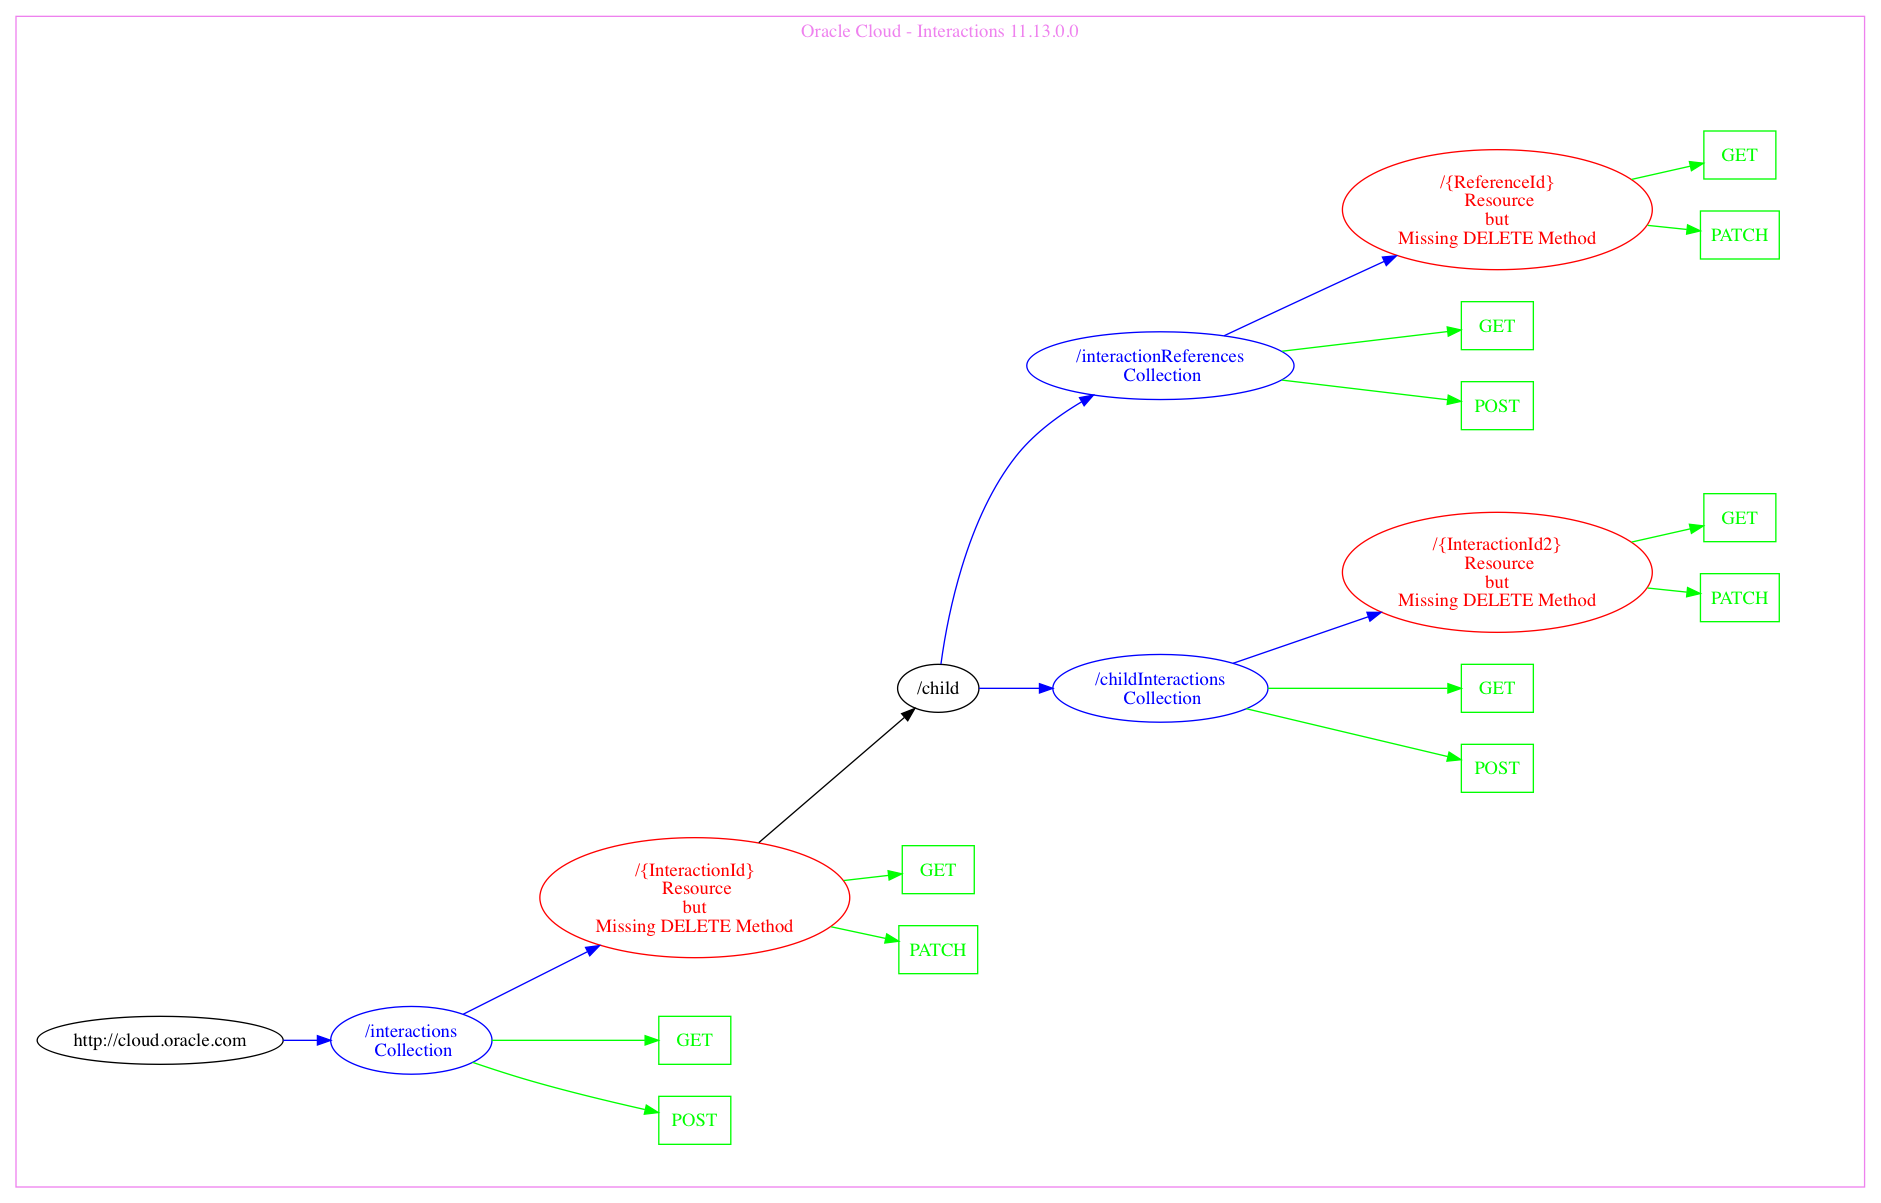 Oracle Cloud - Interactions 11.13.0.0
/{ReferenceId}
Resource
but
Missing DELETE Method
GET
PATCH
/interactionReferences
Collection
GET
POST
/{InteractionId2}
Resource
but
Missing DELETE Method
GET
PATCH
/child
/childInteractions
Collection
GET
POST
/{InteractionId}
Resource
but
Missing DELETE Method
GET
PATCH
http://cloud.oracle.com
/interactions
Collection
GET
POST